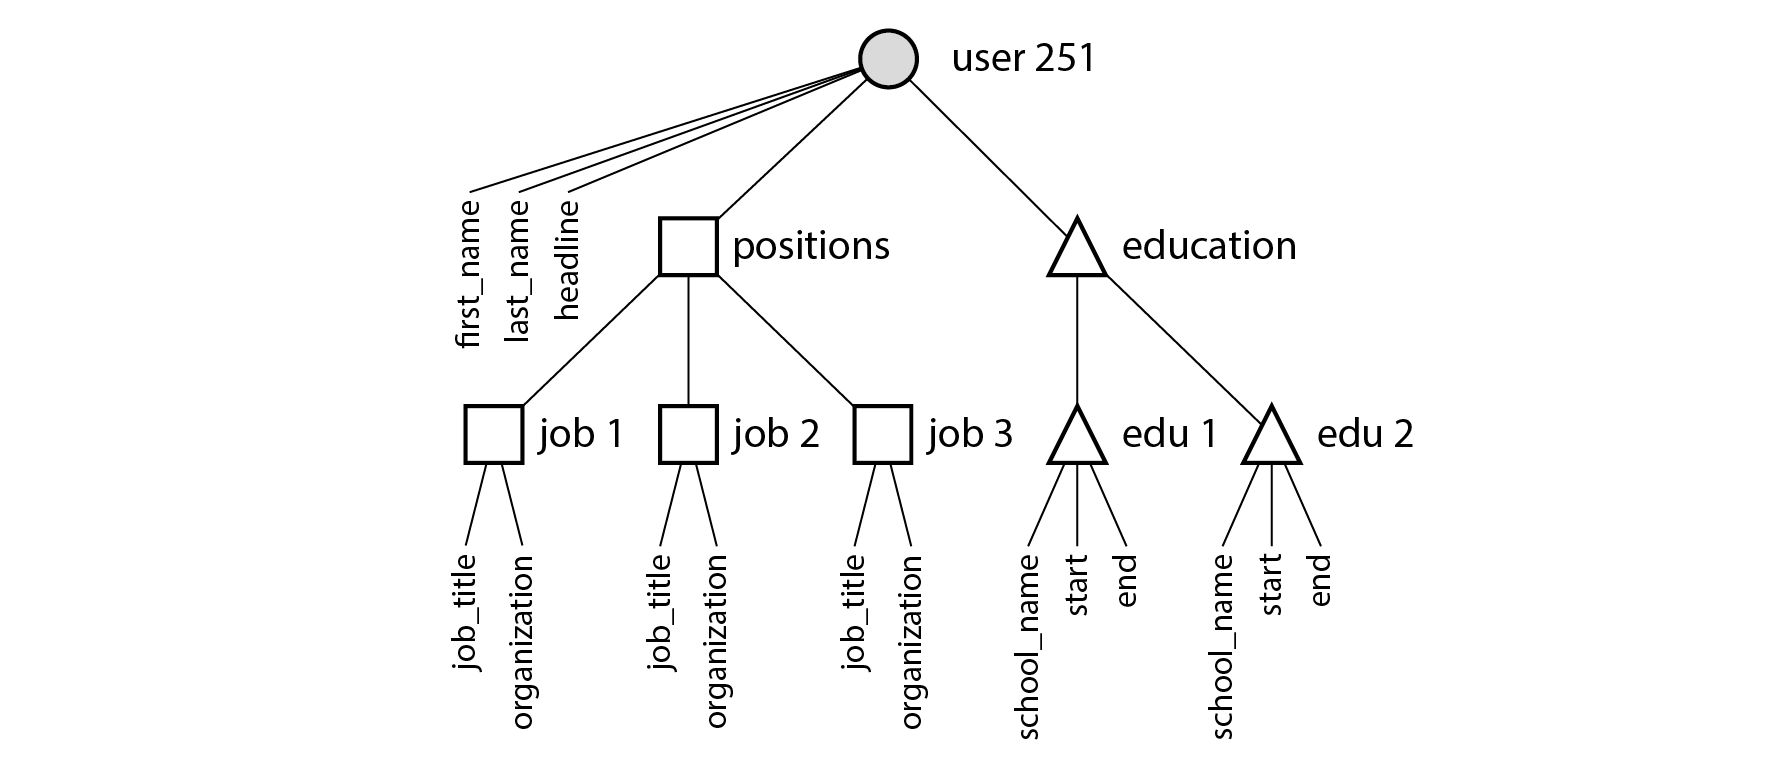 user 251
first_name
last_name
headline
positions
education
job 1
job 2
job 3
edu 1
edu 2
job_title
organization
job_title
organization
job_title
organization
school_name
start
end
school_name
start
end